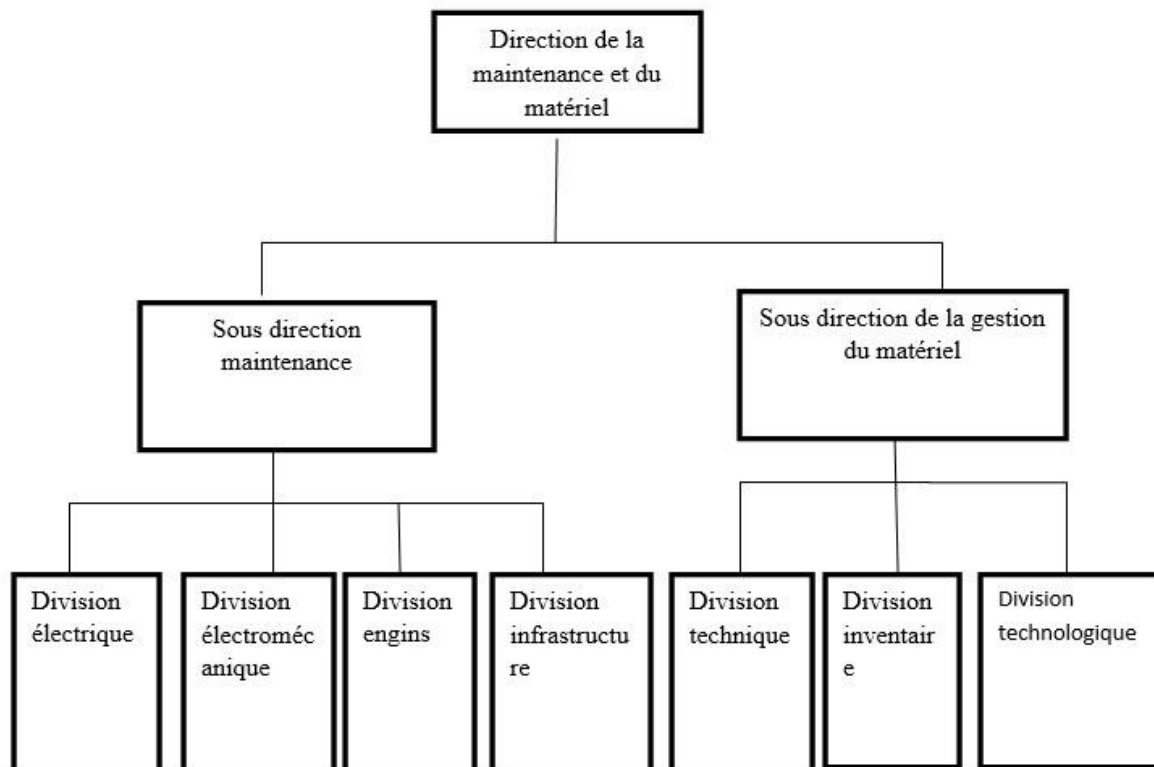 Direction de la
maintenance et du
matériel
Sous direction
maintenance
Sous direction de la gestion
du matériel
Division
électrique
Division
électroméc
anique
Division
engins
Division
infrastructu
re
Division
technique
Division
inventair
e
Division
technologique